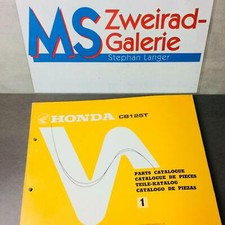 MS Zweirad-
Galerie
Stephan Langer
HONDA CB125T
PARTS CATALOGUE
CATALOGUE DE PIECES
TEILE-KATALOG
CATALOGO DE PIEZAS
1